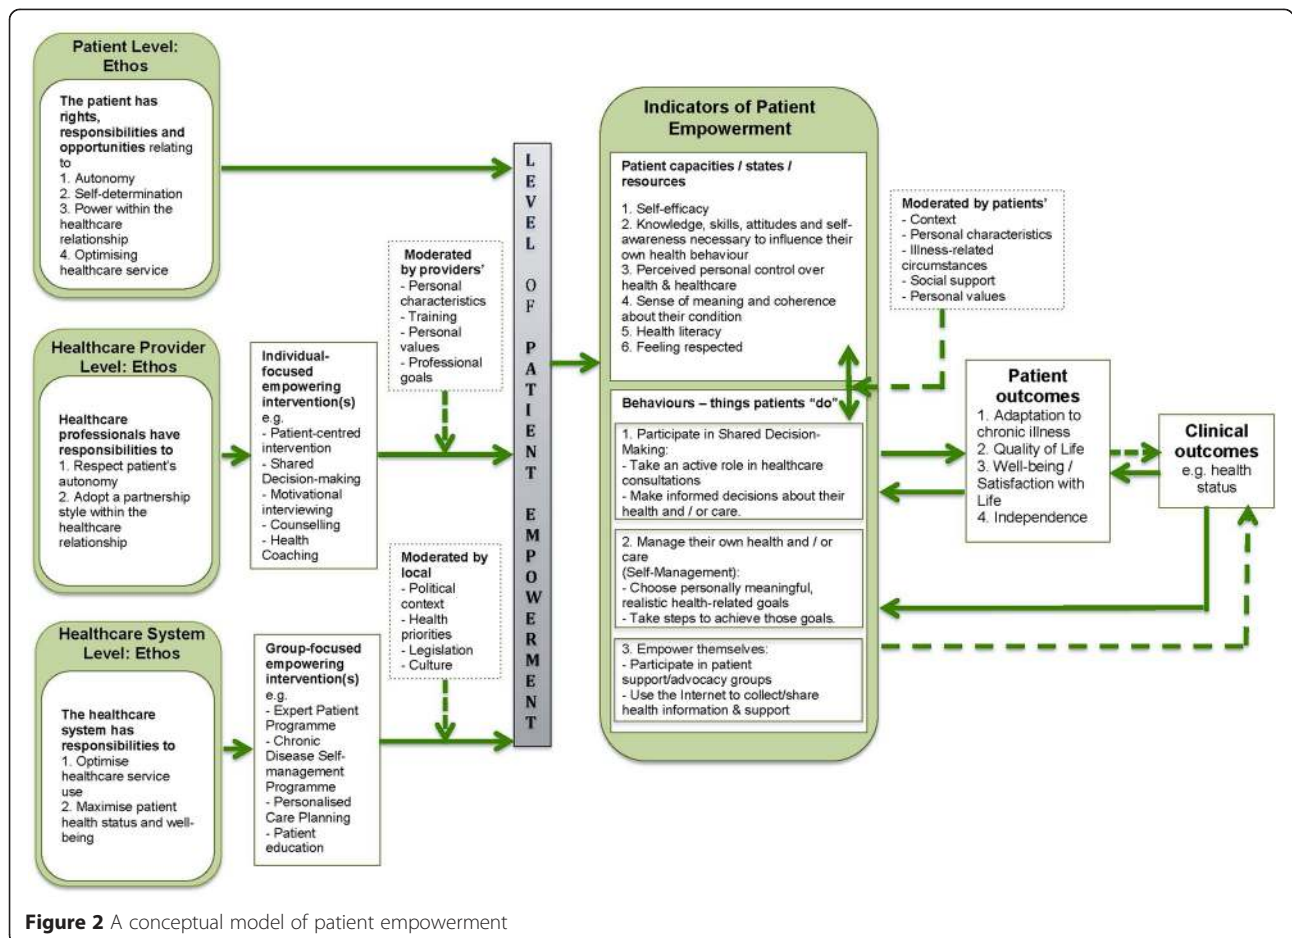 Patient Level:
Ethos
The patient has
rights,
responsibilities and
opportunities relating
to
1. Autonomy
2. Self-determination
3. Power within the
healthcare
relationship
4. Optimising
healthcare service
Healthcare Provider
Level: Ethos
Healthcare
professionals have
responsibilities to
1. Respect patient's
autonomy
2. Adopt a partnership
style within the
healthcare
relationship
Healthcare System
Level: Ethos
The healthcare
system has
responsibilities to
1. Optimise
healthcare service
use
2. Maximise patient
health status and well-
being
Individual-
focused
empowering
intervention(s)
e.g.
- Patient-centred
intervention
- Shared
Decision-making
- Motivational
interviewing
- Counselling
- Health
Coaching
Group-focused
empowering
intervention(s)
e.g.
- Expert Patient
Programme
- Chronic
Disease Self-
management
Programme
- Personalised
Care Planning
- Patient
education
Moderated
by providers'
- Personal
characteristics
- Training
- Personal
values
- Professional
goals
Moderated by
local
- Political
context
- Health
priorities
- Legislation
- Culture
LEVEL OF PATIENT EMPOWERMENT
Indicators of Patient
Empowerment
Patient capacities / states /
resources
1. Self-efficacy
2. Knowledge, skills, attitudes and self-
awareness necessary to influence their
own health behaviour
3. Perceived personal control over
health & healthcare
4. Sense of meaning and coherence
about their condition
5. Health literacy
6. Feeling respected
Behaviours – things patients “do”
1. Participate in Shared Decision-
Making:
- Take an active role in healthcare
consultations
- Make informed decisions about their
health and / or care.
2. Manage their own health and / or
care
(Self-Management):
- Choose personally meaningful,
realistic health-related goals
- Take steps to achieve those goals.
3. Empower themselves:
- Participate in patient
support/advocacy groups
- Use the Internet to collect/share
health information & support
Moderated by patients'
- Context
- Personal characteristics
- Illness-related
circumstances
- Social support
- Personal values
Patient
outcomes
1. Adaptation to
chronic illness
2. Quality of Life
3. Well-being /
Satisfaction with
Life
4. Independence
Clinical
outcomes
e.g. health
status
Figure 2 A conceptual model of patient empowerment